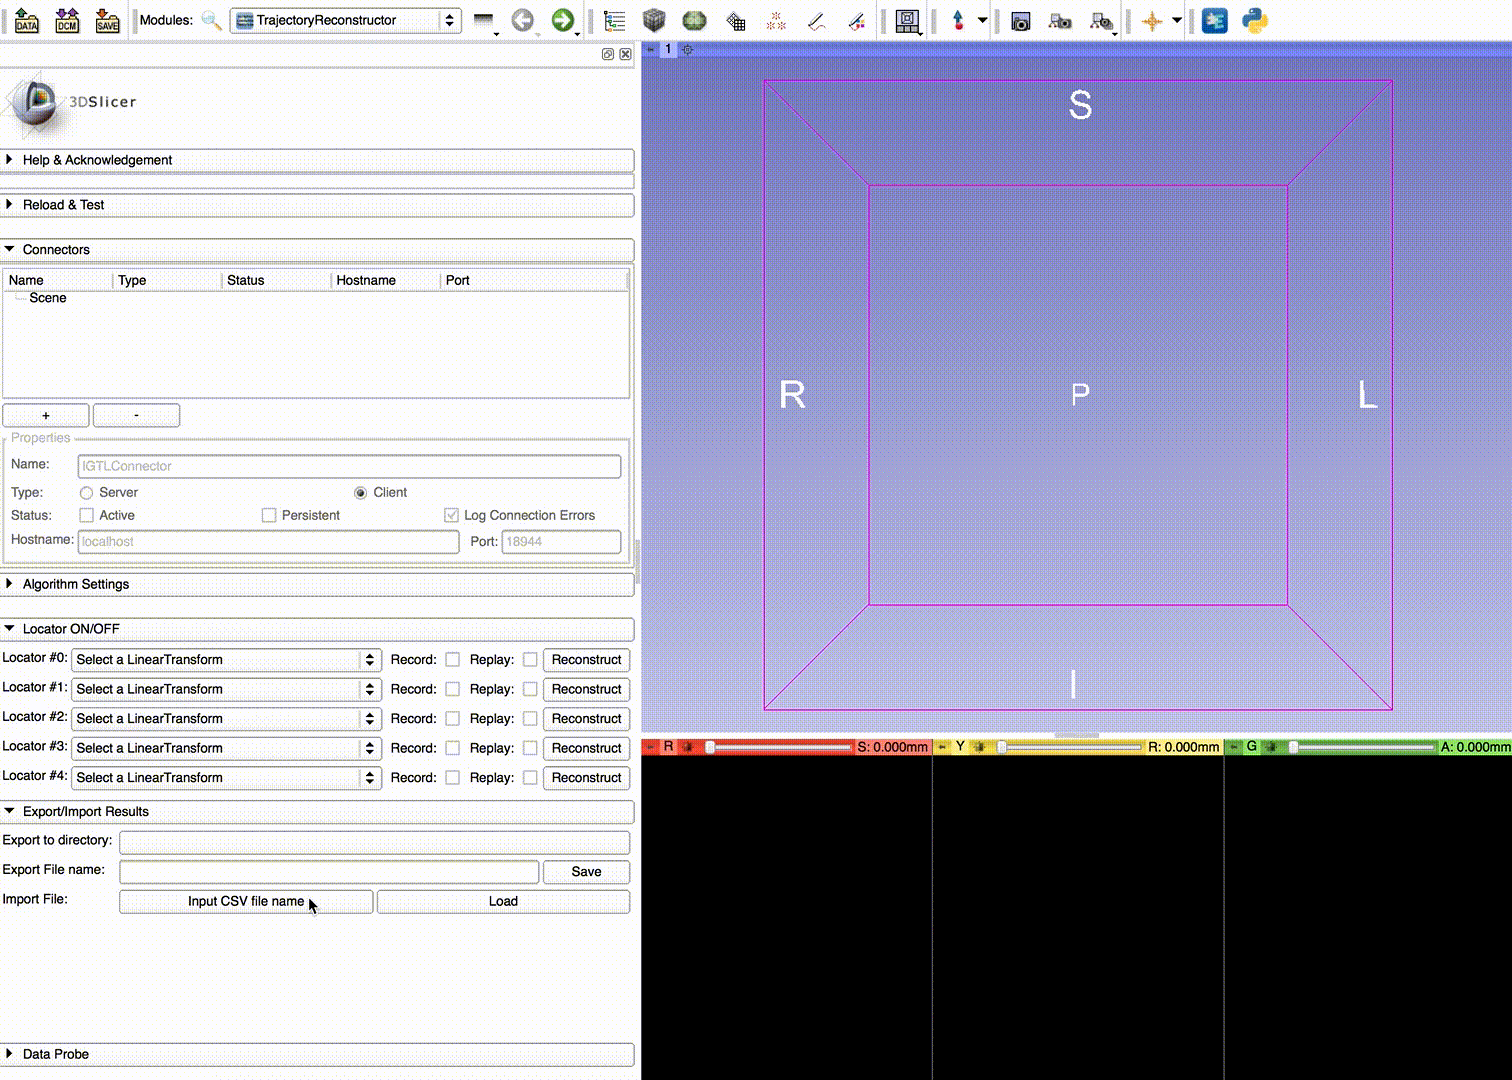 DATA DCM SAVE Modules: TrajectoryReconstructor
1
3DSlicer
Help & Acknowledgement
Reload & Test
Connectors
Name Type Status Hostname Port
Scene
+ -
Properties
Name: IGTLConnector
Type: Server Client
Status: Active Persistent Log Connection Errors
Hostname: localhost Port: 18944
Algorithm Settings
Locator ON/OFF
Locator #0: Select a LinearTransform Record: Replay: Reconstruct
Locator #1: Select a LinearTransform Record: Replay: Reconstruct
Locator #2: Select a LinearTransform Record: Replay: Reconstruct
Locator #3: Select a LinearTransform Record: Replay: Reconstruct
Locator #4: Select a LinearTransform Record: Replay: Reconstruct
Export/Import Results
Export to directory:
Export File name: Save
Import File: Input CSV file name Load
Data Probe
S
R P L
I
R S: 0.000mm Y R: 0.000mm G A: 0.000mm